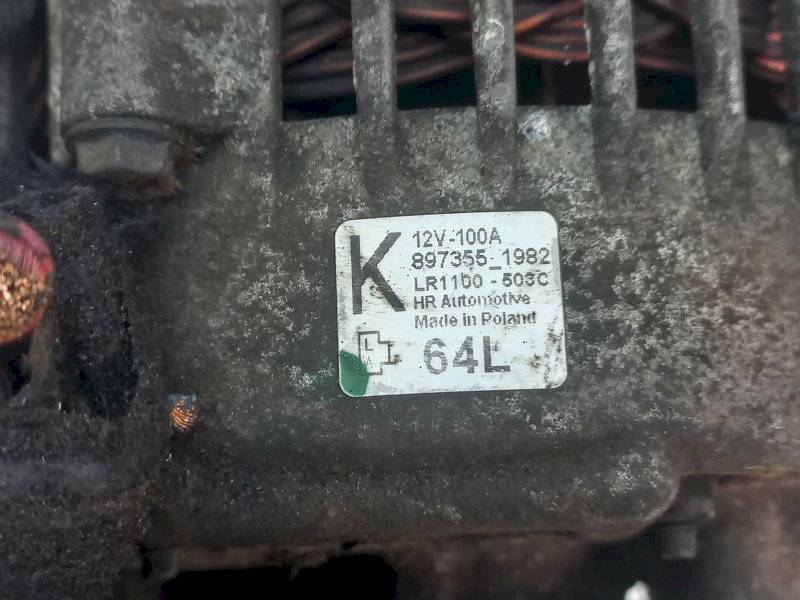 K
12V-100A
897355_1982
LR1100 - 503C
HR Automotive
Made in Poland
L
64L